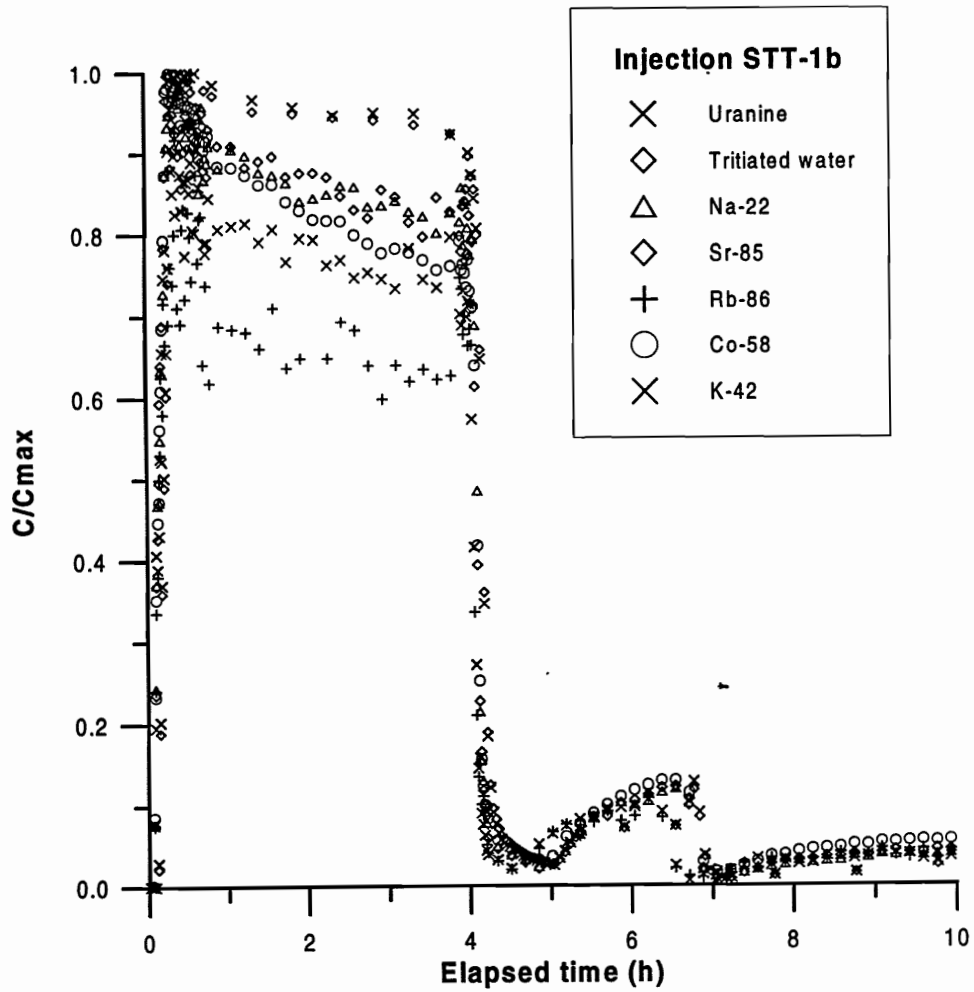 Injection STT-1b
Uranine
Tritiated water
Na-22
Sr-85
Rb-86
Co-58
K-42
C/Cmax
1.0
0.8
0.6
0.4
0.2
0.0
0
2
4
6
8
10
Elapsed time (h)